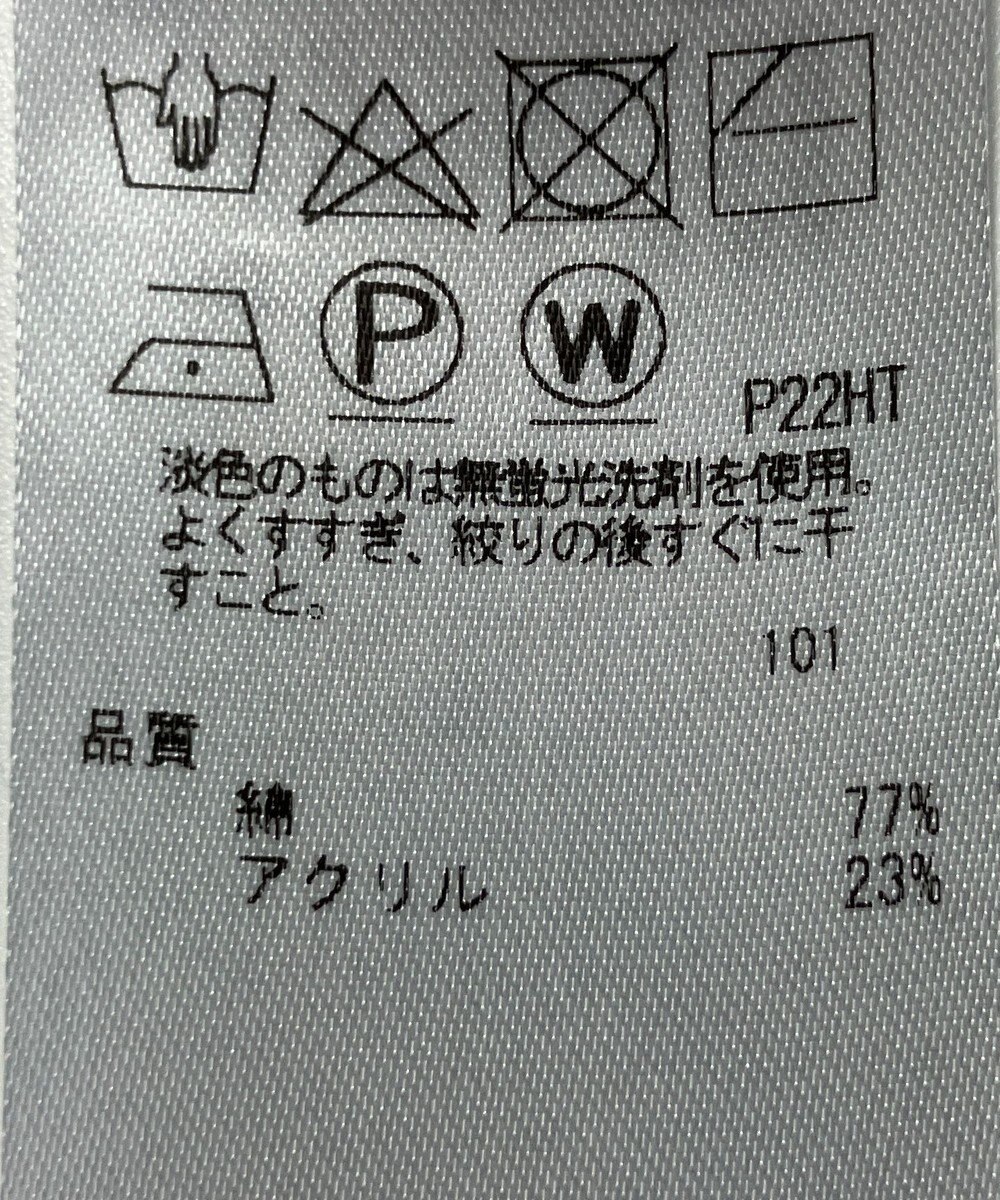 P W
P22HT
淡色のものは無蛍光洗剤を使用。
よくすすぎ、絞りの後すぐに干
すこと。
101
品質
綿 77%
アクリル 23%